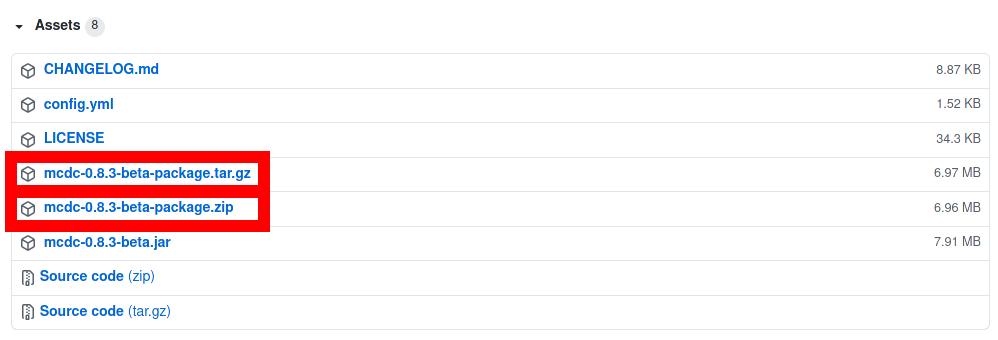 Assets 8
CHANGELOG.md 8.87 KB
config.yml 1.52 KB
LICENSE 34.3 KB
mcdc-0.8.3-beta-package.tar.gz 6.97 MB
mcdc-0.8.3-beta-package.zip 6.96 MB
mcdc-0.8.3-beta.jar 7.91 MB
Source code (zip)
Source code (tar.gz)